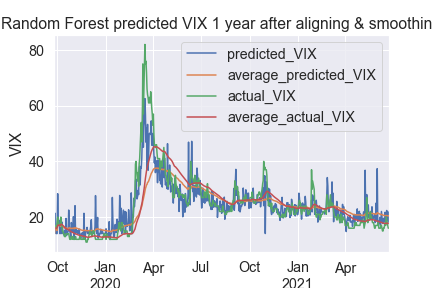 Random Forest predicted VIX 1 year after aligning & smoothin
predicted_VIX
average_predicted_VIX
actual_VIX
average_actual_VIX
VIX
80
60
40
20
Oct Jan Apr Jul Oct Jan Apr
2020 2021